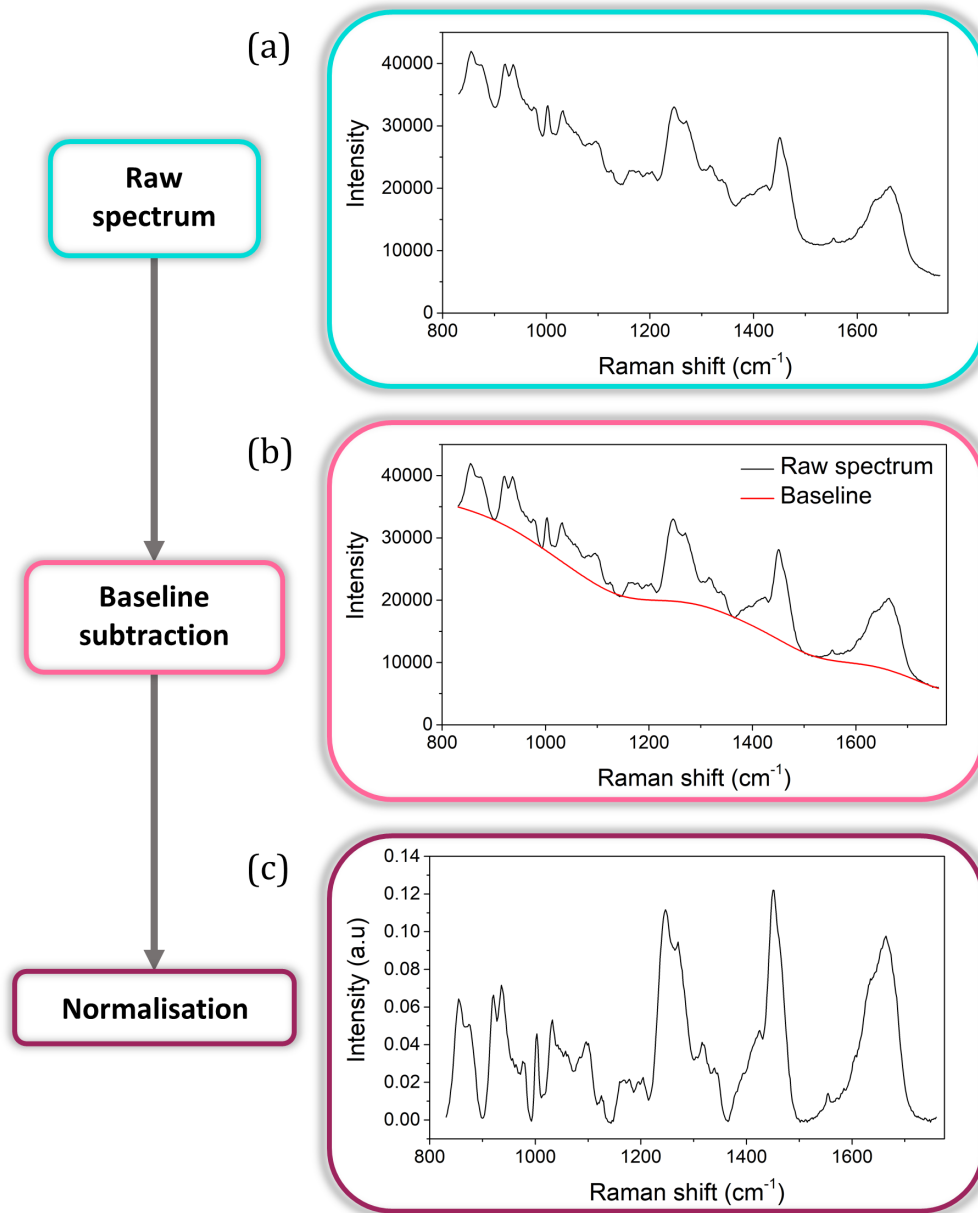 (a)
Raw
spectrum
40000
30000
20000
10000
0
Intensity
800 1000 1200 1400 1600
Raman shift (cm⁻¹)
(b)
Baseline
subtraction
40000
30000
20000
10000
0
Raw spectrum
Baseline
Intensity
800 1000 1200 1400 1600
Raman shift (cm⁻¹)
(c)
Normalisation
0.14
0.12
0.10
0.08
0.06
0.04
0.02
0.00
Intensity (a.u)
800 1000 1200 1400 1600
Raman shift (cm⁻¹)